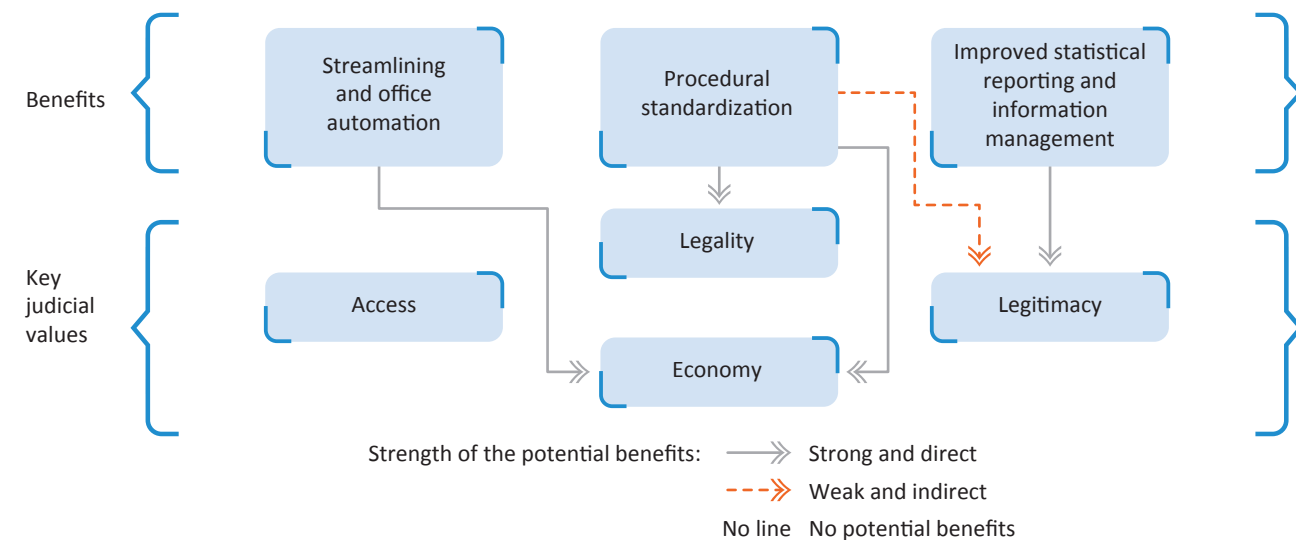 Benefits
Streamlining
and office
automation
Procedural
standardization
Improved statistical
reporting and
information
management
Key
judicial
values
Access
Legality
Economy
Legitimacy
Strength of the potential benefits:
Strong and direct
Weak and indirect
No line No potential benefits